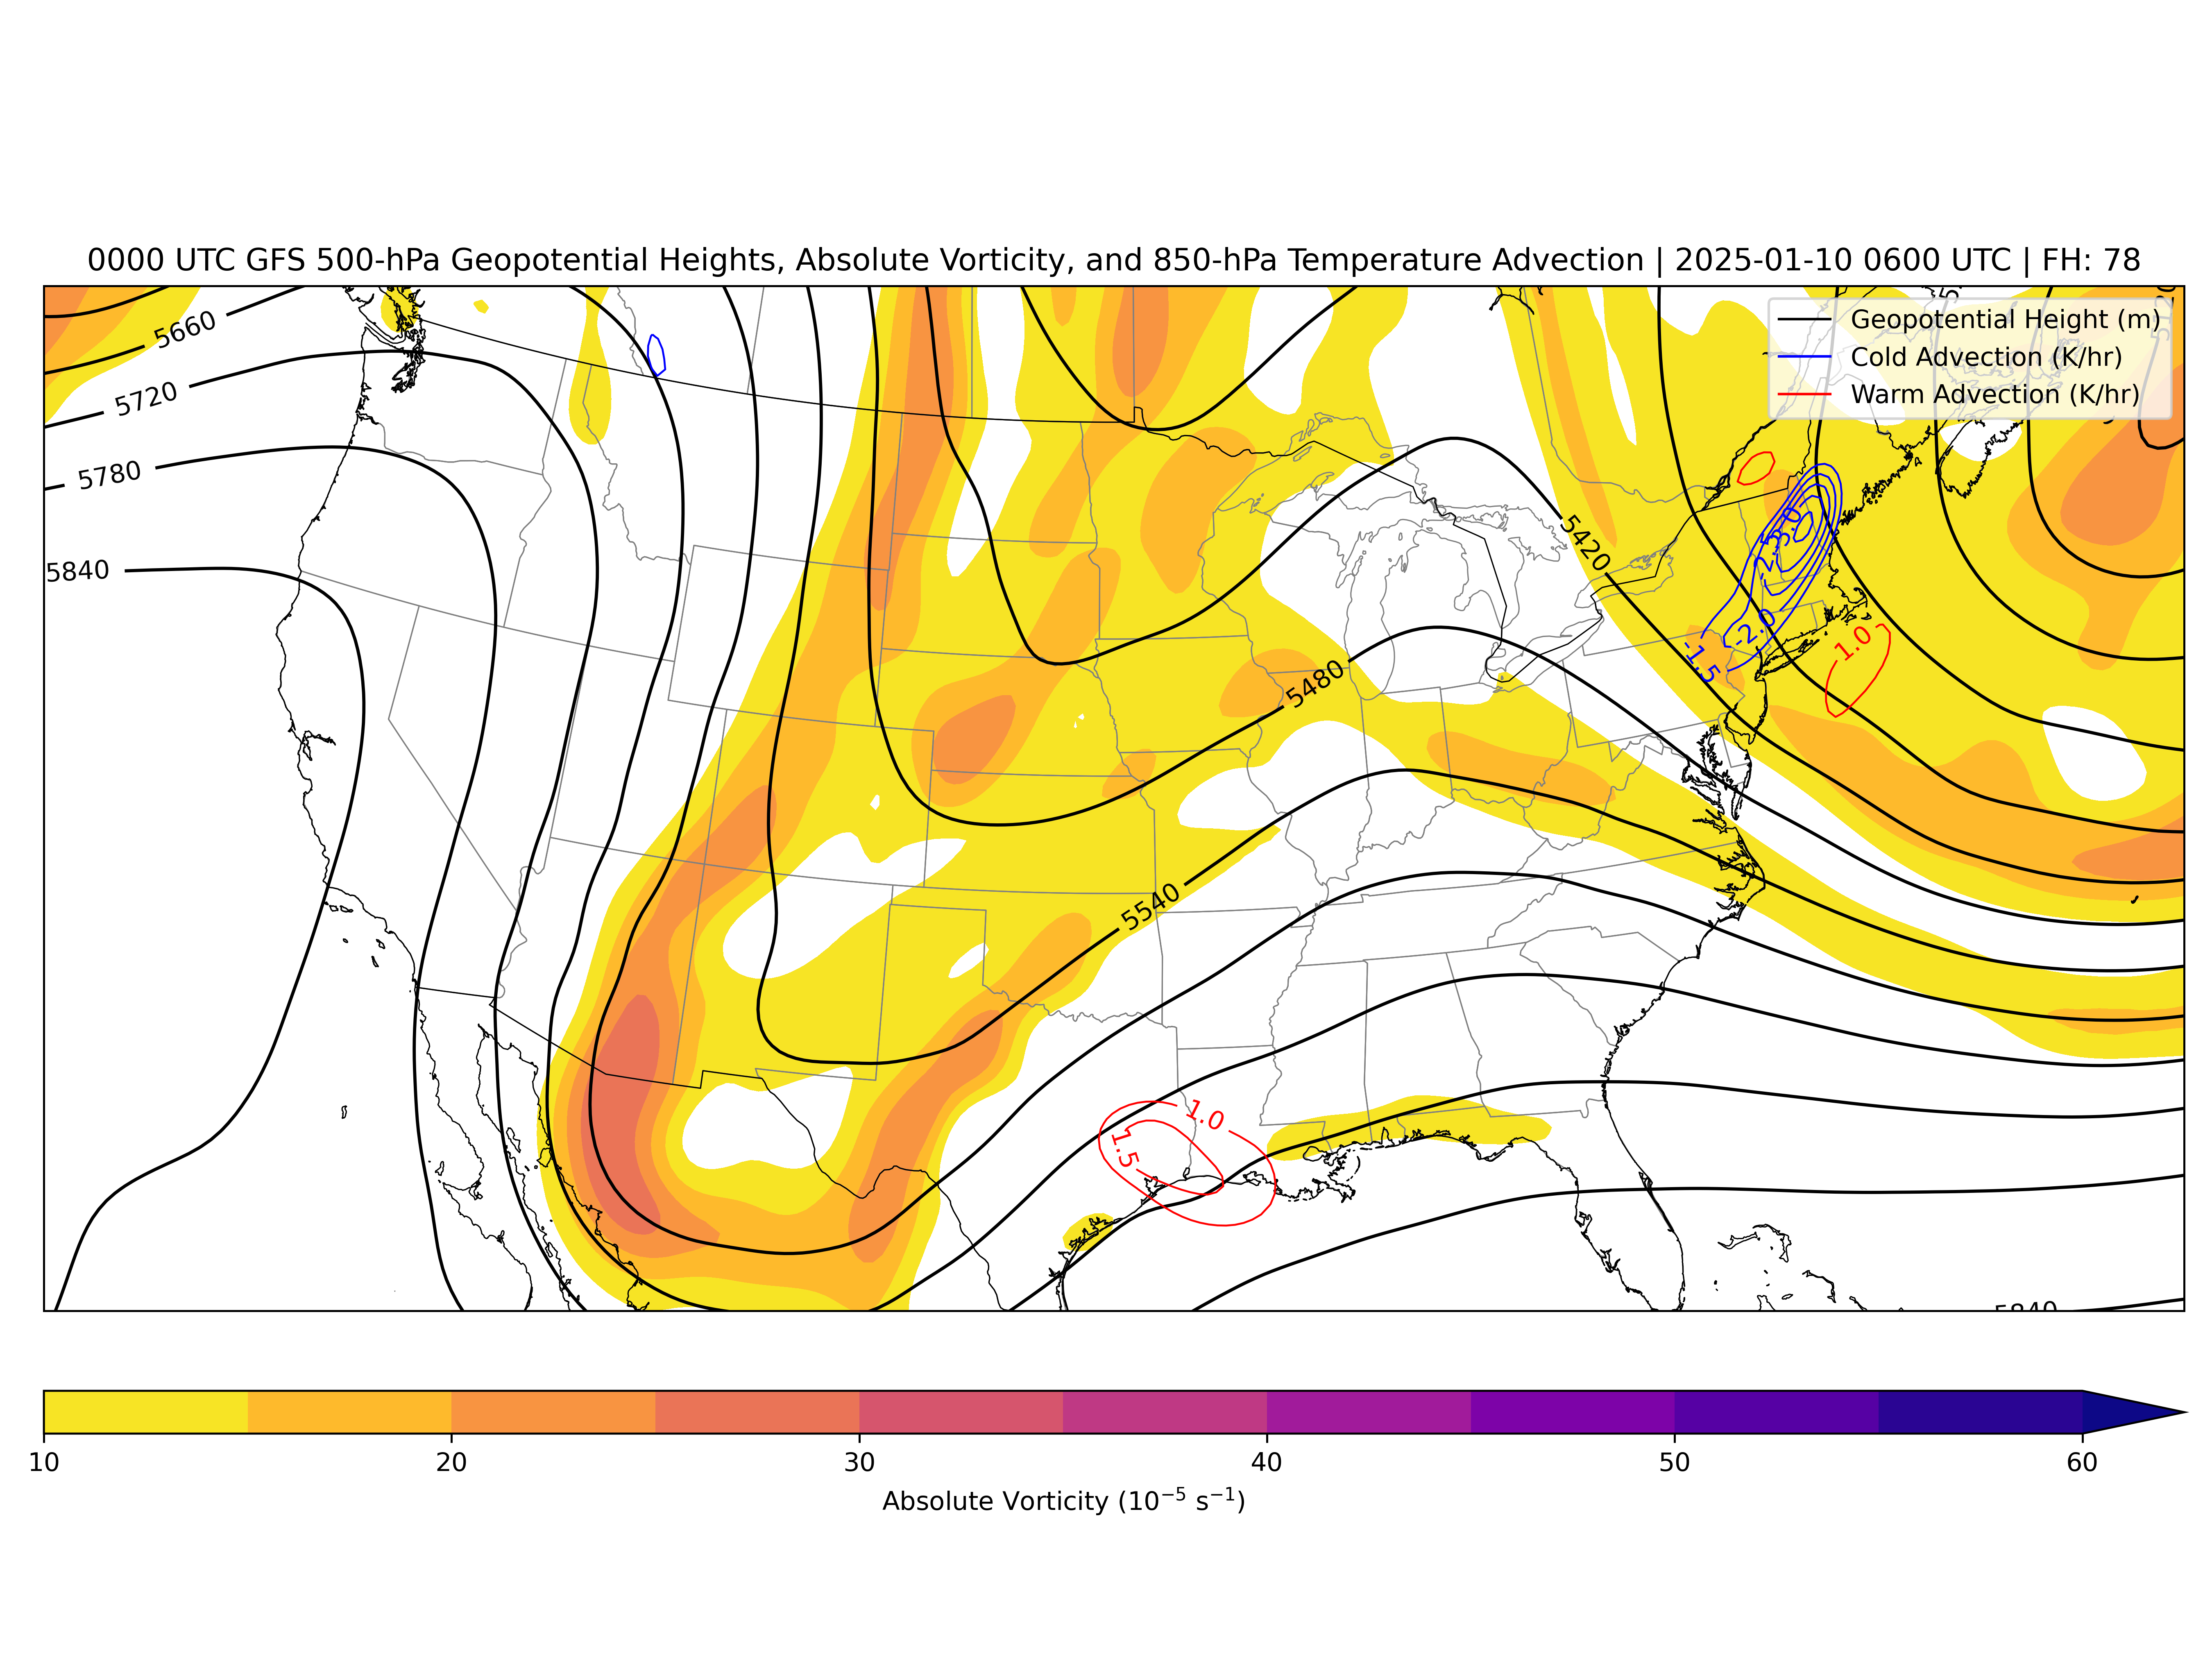 0000 UTC GFS 500-hPa Geopotential Heights, Absolute Vorticity, and 850-hPa Temperature Advection | 2025-01-10 0600 UTC | FH: 78
Geopotential Height (m)
Cold Advection (K/hr)
Warm Advection (K/hr)
5660
5720
5780
5840
5420
5480
5540
-3.0
-2.5
-2.0
-1.5
1.0
1.0
1.5
5840
10 20 30 40 50 60
Absolute Vorticity (10⁻⁵ s⁻¹)